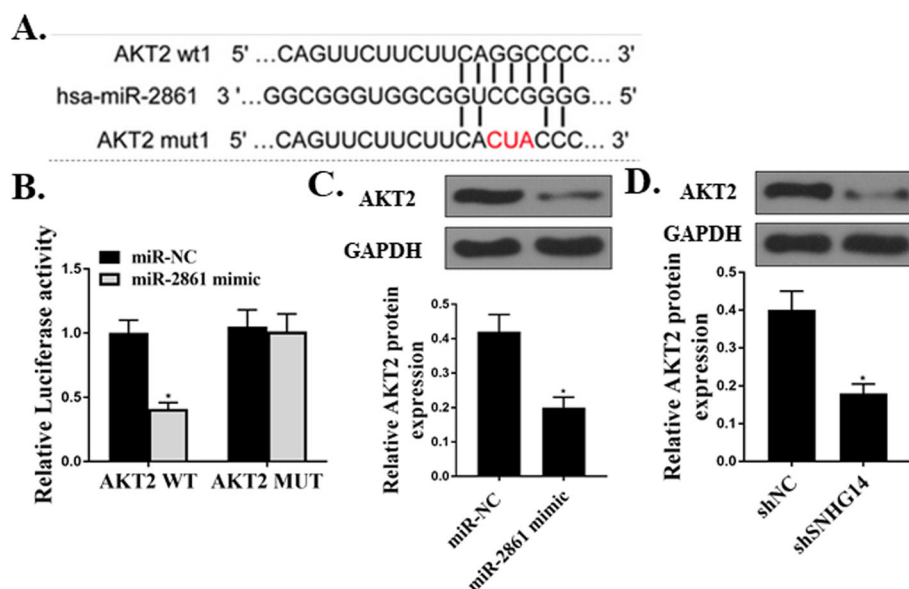 A.
AKT2 wt1 5' ...CAGUUCUUCUUCAGGCCCC... 3'
hsa-miR-2861 3 '...GGCGGGUGGCGGUCCGGGG... 5'
AKT2 mut1 5' ...CAGUUCUUCUUCACUACCC... 3'
B.
Relative Luciferase activity
1.5
1.0
0.5
0.0
miR-NC
miR-2861 mimic
*
AKT2 WT AKT2 MUT
C.
AKT2
GAPDH
Relative AKT2 protein
expression
0.5
0.4
0.3
0.2
0.1
0.0
*
miR-NC
miR-2861 mimic
D.
AKT2
GAPDH
Relative AKT2 protein
expression
0.5
0.4
0.3
0.2
0.1
0.0
*
shNC
shSNHG14